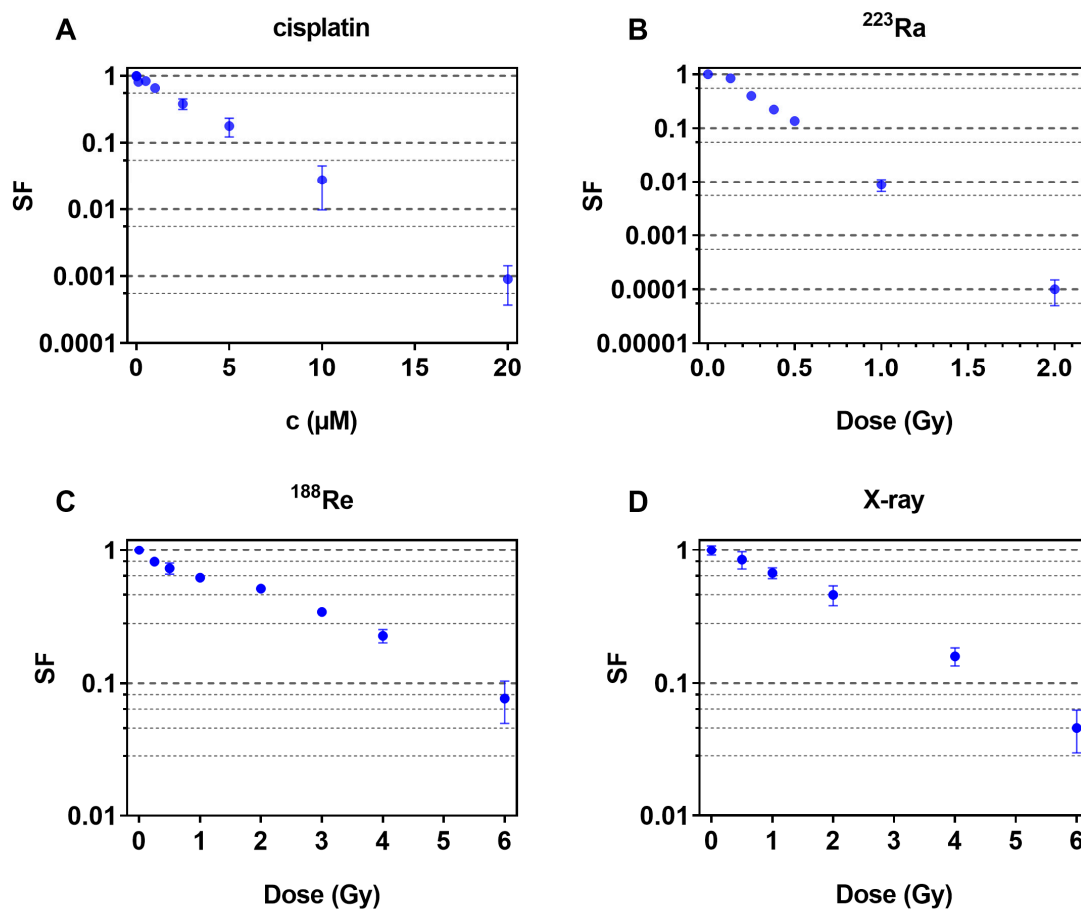 A
cisplatin
1
0.1
0.01
0.001
0.0001
SF
0
5
10
15
20
c (µM)
B
²²³Ra
1
0.1
0.01
0.001
0.0001
0.00001
SF
0.0
0.5
1.0
1.5
2.0
Dose (Gy)
C
¹⁸⁸Re
1
0.1
0.01
SF
0
1
2
3
4
5
6
Dose (Gy)
D
X-ray
1
0.1
0.01
SF
0
1
2
3
4
5
6
Dose (Gy)